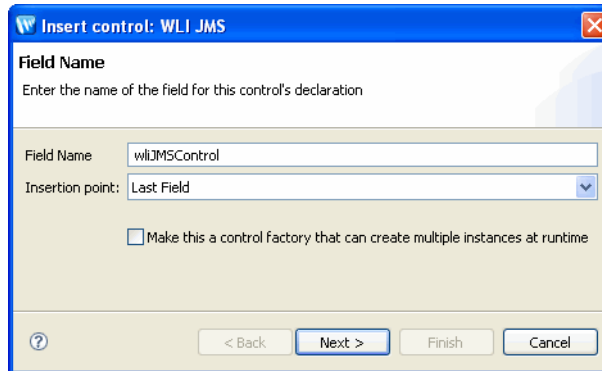 Insert control: WLI JMS
Field Name
Enter the name of the field for this control's declaration
Field Name wliJMSControl
Insertion point: Last Field
Make this a control factory that can create multiple instances at runtime
? < Back Next > Finish Cancel